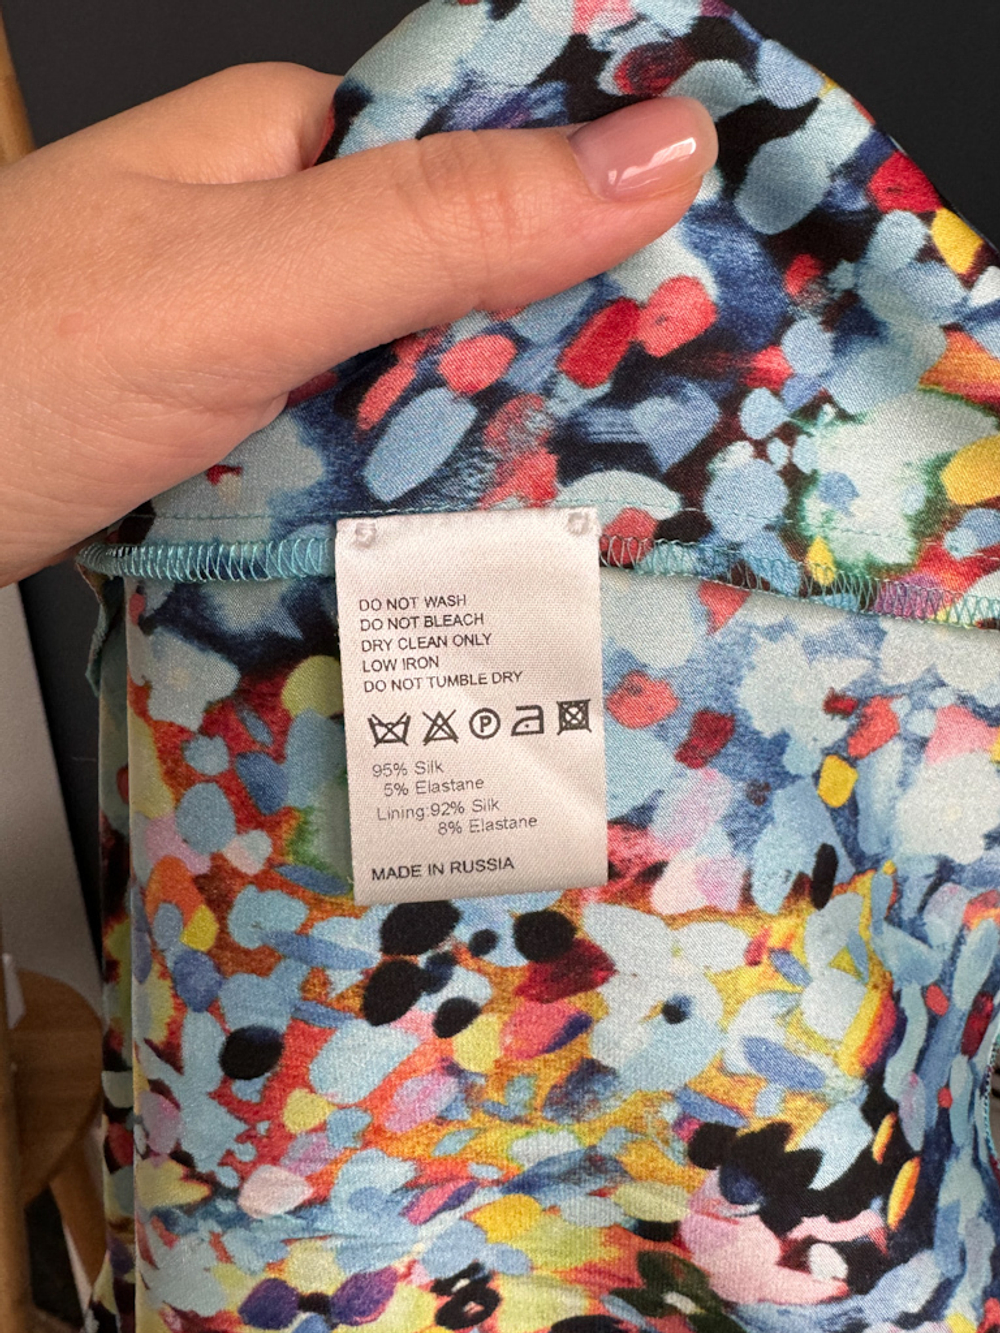 DO NOT WASH
DO NOT BLEACH
DRY CLEAN ONLY
LOW IRON
DO NOT TUMBLE DRY
P
95% Silk
5% Elastane
Lining:92% Silk
8% Elastane
MADE IN RUSSIA